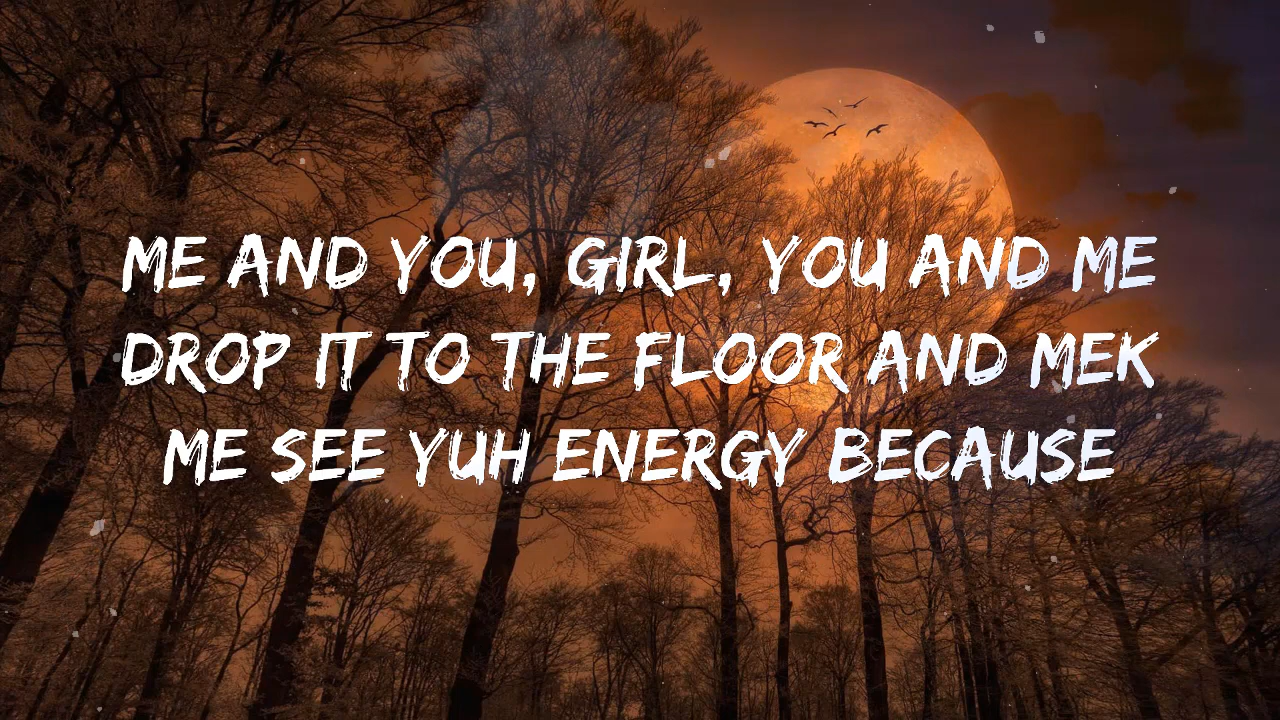 ME AND YOU, GIRL, YOU AND ME
DROP IT TO THE FLOOR AND MEK
ME SEE YUH ENERGY BECAUSE